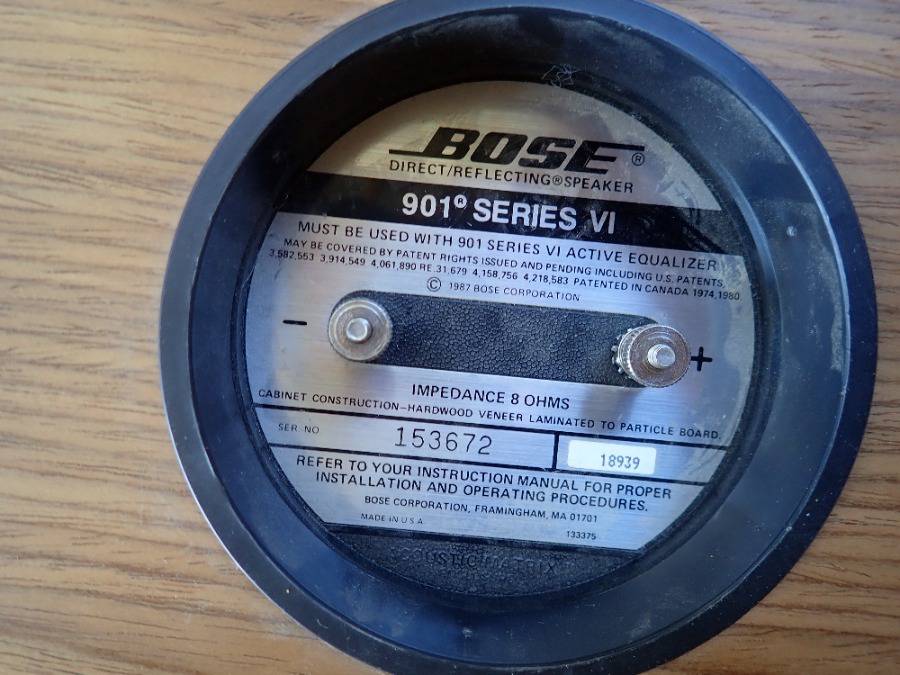 BOSE®
DIRECT/REFLECTING® SPEAKER
901® SERIES VI
MUST BE USED WITH 901 SERIES VI ACTIVE EQUALIZER
MAY BE COVERED BY PATENT RIGHTS ISSUED AND PENDING INCLUDING U.S. PATENTS,
3,582,553 3,914,549 4,061,890 RE.31,679 4,158,756 4,218,583 PATENTED IN CANADA 1974,1980
© 1987 BOSE CORPORATION
- +
IMPEDANCE 8 OHMS
CABINET CONSTRUCTION-HARDWOOD VENEER LAMINATED TO PARTICLE BOARD.
SER NO 153672 18939
REFER TO YOUR INSTRUCTION MANUAL FOR PROPER
INSTALLATION AND OPERATING PROCEDURES.
BOSE CORPORATION, FRAMINGHAM, MA 01701
MADE IN U.S.A. 133375
ACOUSTIC MATRIX